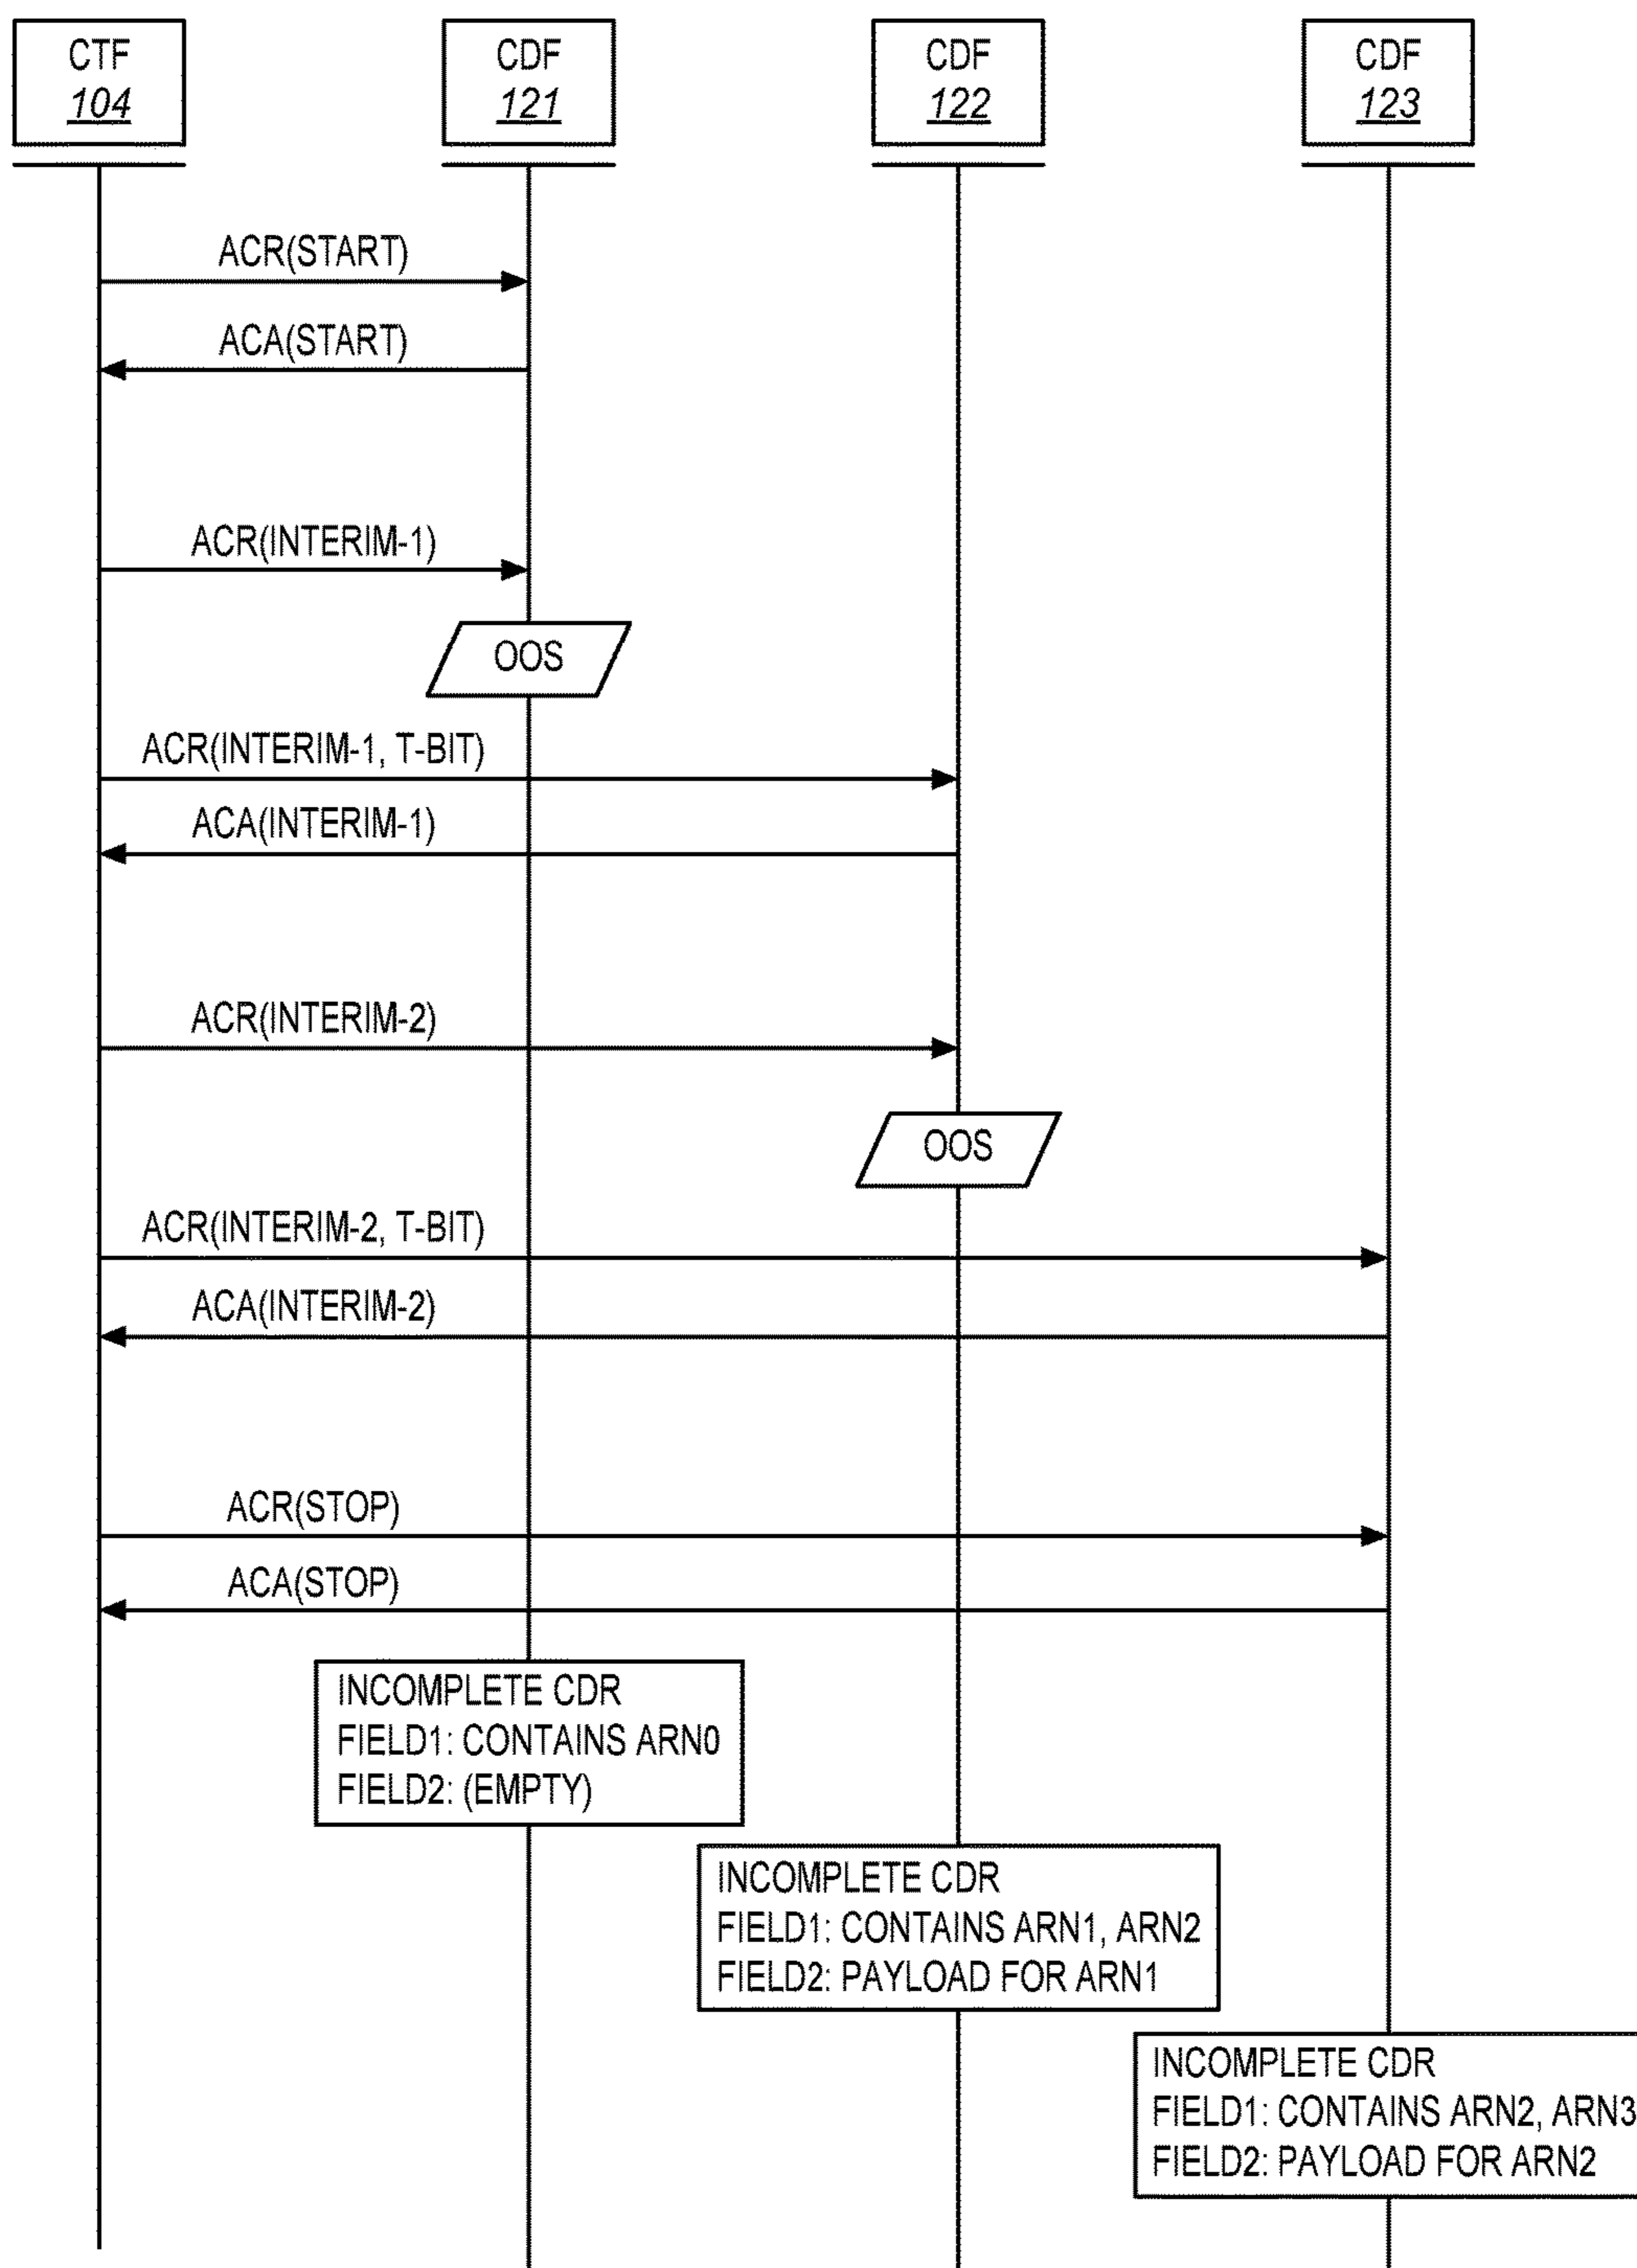 CTF
104
CDF
121
CDF
122
CDF
123
ACR(START)
ACA(START)
ACR(INTERIM-1)
OOS
ACR(INTERIM-1, T-BIT)
ACA(INTERIM-1)
ACR(INTERIM-2)
OOS
ACR(INTERIM-2, T-BIT)
ACA(INTERIM-2)
ACR(STOP)
ACA(STOP)
INCOMPLETE CDR
FIELD1: CONTAINS ARN0
FIELD2: (EMPTY)
INCOMPLETE CDR
FIELD1: CONTAINS ARN1, ARN2
FIELD2: PAYLOAD FOR ARN1
INCOMPLETE CDR
FIELD1: CONTAINS ARN2, ARN3
FIELD2: PAYLOAD FOR ARN2